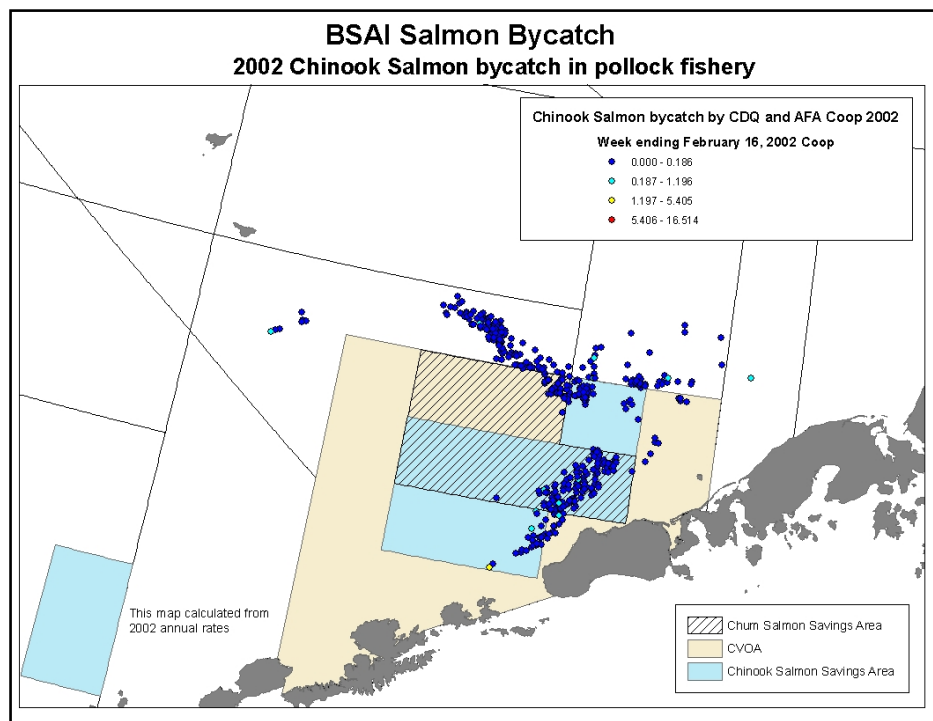 BSAI Salmon Bycatch
2002 Chinook Salmon bycatch in pollock fishery
Chinook Salmon bycatch by CDQ and AFA Coop 2002
Week ending February 16, 2002 Coop
0.000 - 0.186
0.187 - 1.196
1.197 - 5.405
5.406 - 16.514
This map calculated from
2002 annual rates
Chum Salmon Savings Area
CVOA
Chinook Salmon Savings Area